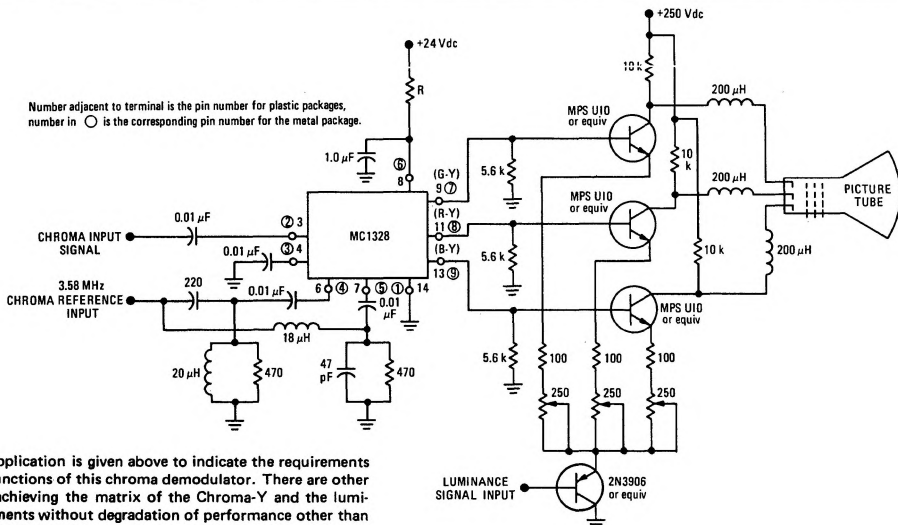 +250 Vdc
+24 Vdc
10 k
200 µH
R
MPS U10
or equiv
Number adjacent to terminal is the pin number for plastic packages,
number in ○ is the corresponding pin number for the metal package.
1.0 µF
⑥
8
(G-Y)
9 ⑦
5.6 k
10
k
MPS U10
or equiv
200 µH
PICTURE
TUBE
0.01 µF
② 3
CHROMA INPUT
SIGNAL
MC1328
(R-Y)
11 ⑧
0.01 µF
③ 4
(B-Y)
13 ⑨
5.6 k
10 k
200 µH
3.58 MHz
CHROMA REFERENCE
INPUT
220
0.01 µF
6 ④
7 ⑤
① 14
0.01
µF
MPS U10
or equiv
18 µH
20 µH
470
47
pF
470
5.6 k
100
100
100
250
250
250
pplication is given above to indicate the requirements
nctions of this chroma demodulator. There are other
chieving the matrix of the Chroma-Y and the lumi-
ments without degradation of performance other than
LUMINANCE
SIGNAL INPUT
2N3906
or equiv